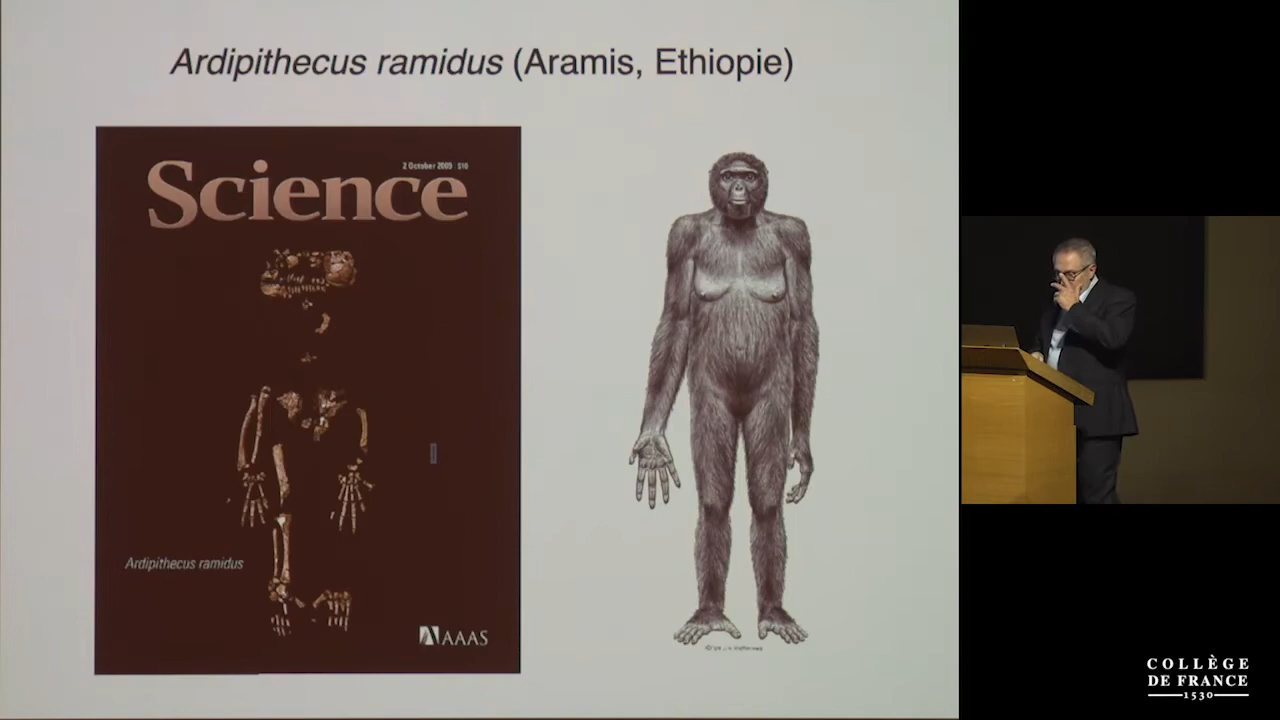 Ardipithecus ramidus (Aramis, Ethiopie)
2 October 2009 $10
Science
Ardipithecus ramidus
AAAS
COLLÈGE
DE FRANCE
1530